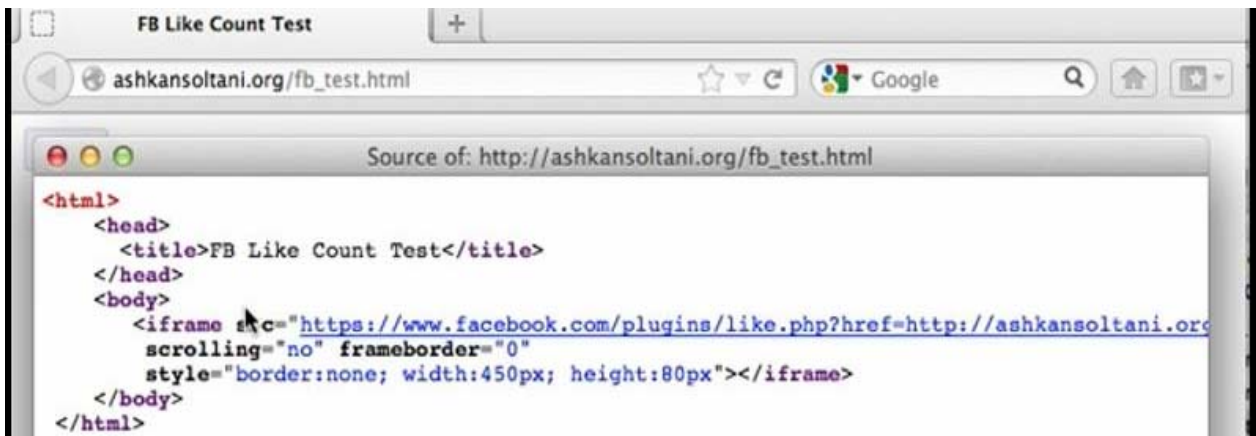 FB Like Count Test
ashkansoltani.org/fb_test.html
Google
Source of: http://ashkansoltani.org/fb_test.html
<html>
<head>
<title>FB Like Count Test</title>
</head>
<body>
<iframe src="https://www.facebook.com/plugins/like.php?href=http://ashkansoltani.org
scrolling="no" frameborder="0"
style="border:none; width:450px; height:80px"></iframe>
</body>
</html>